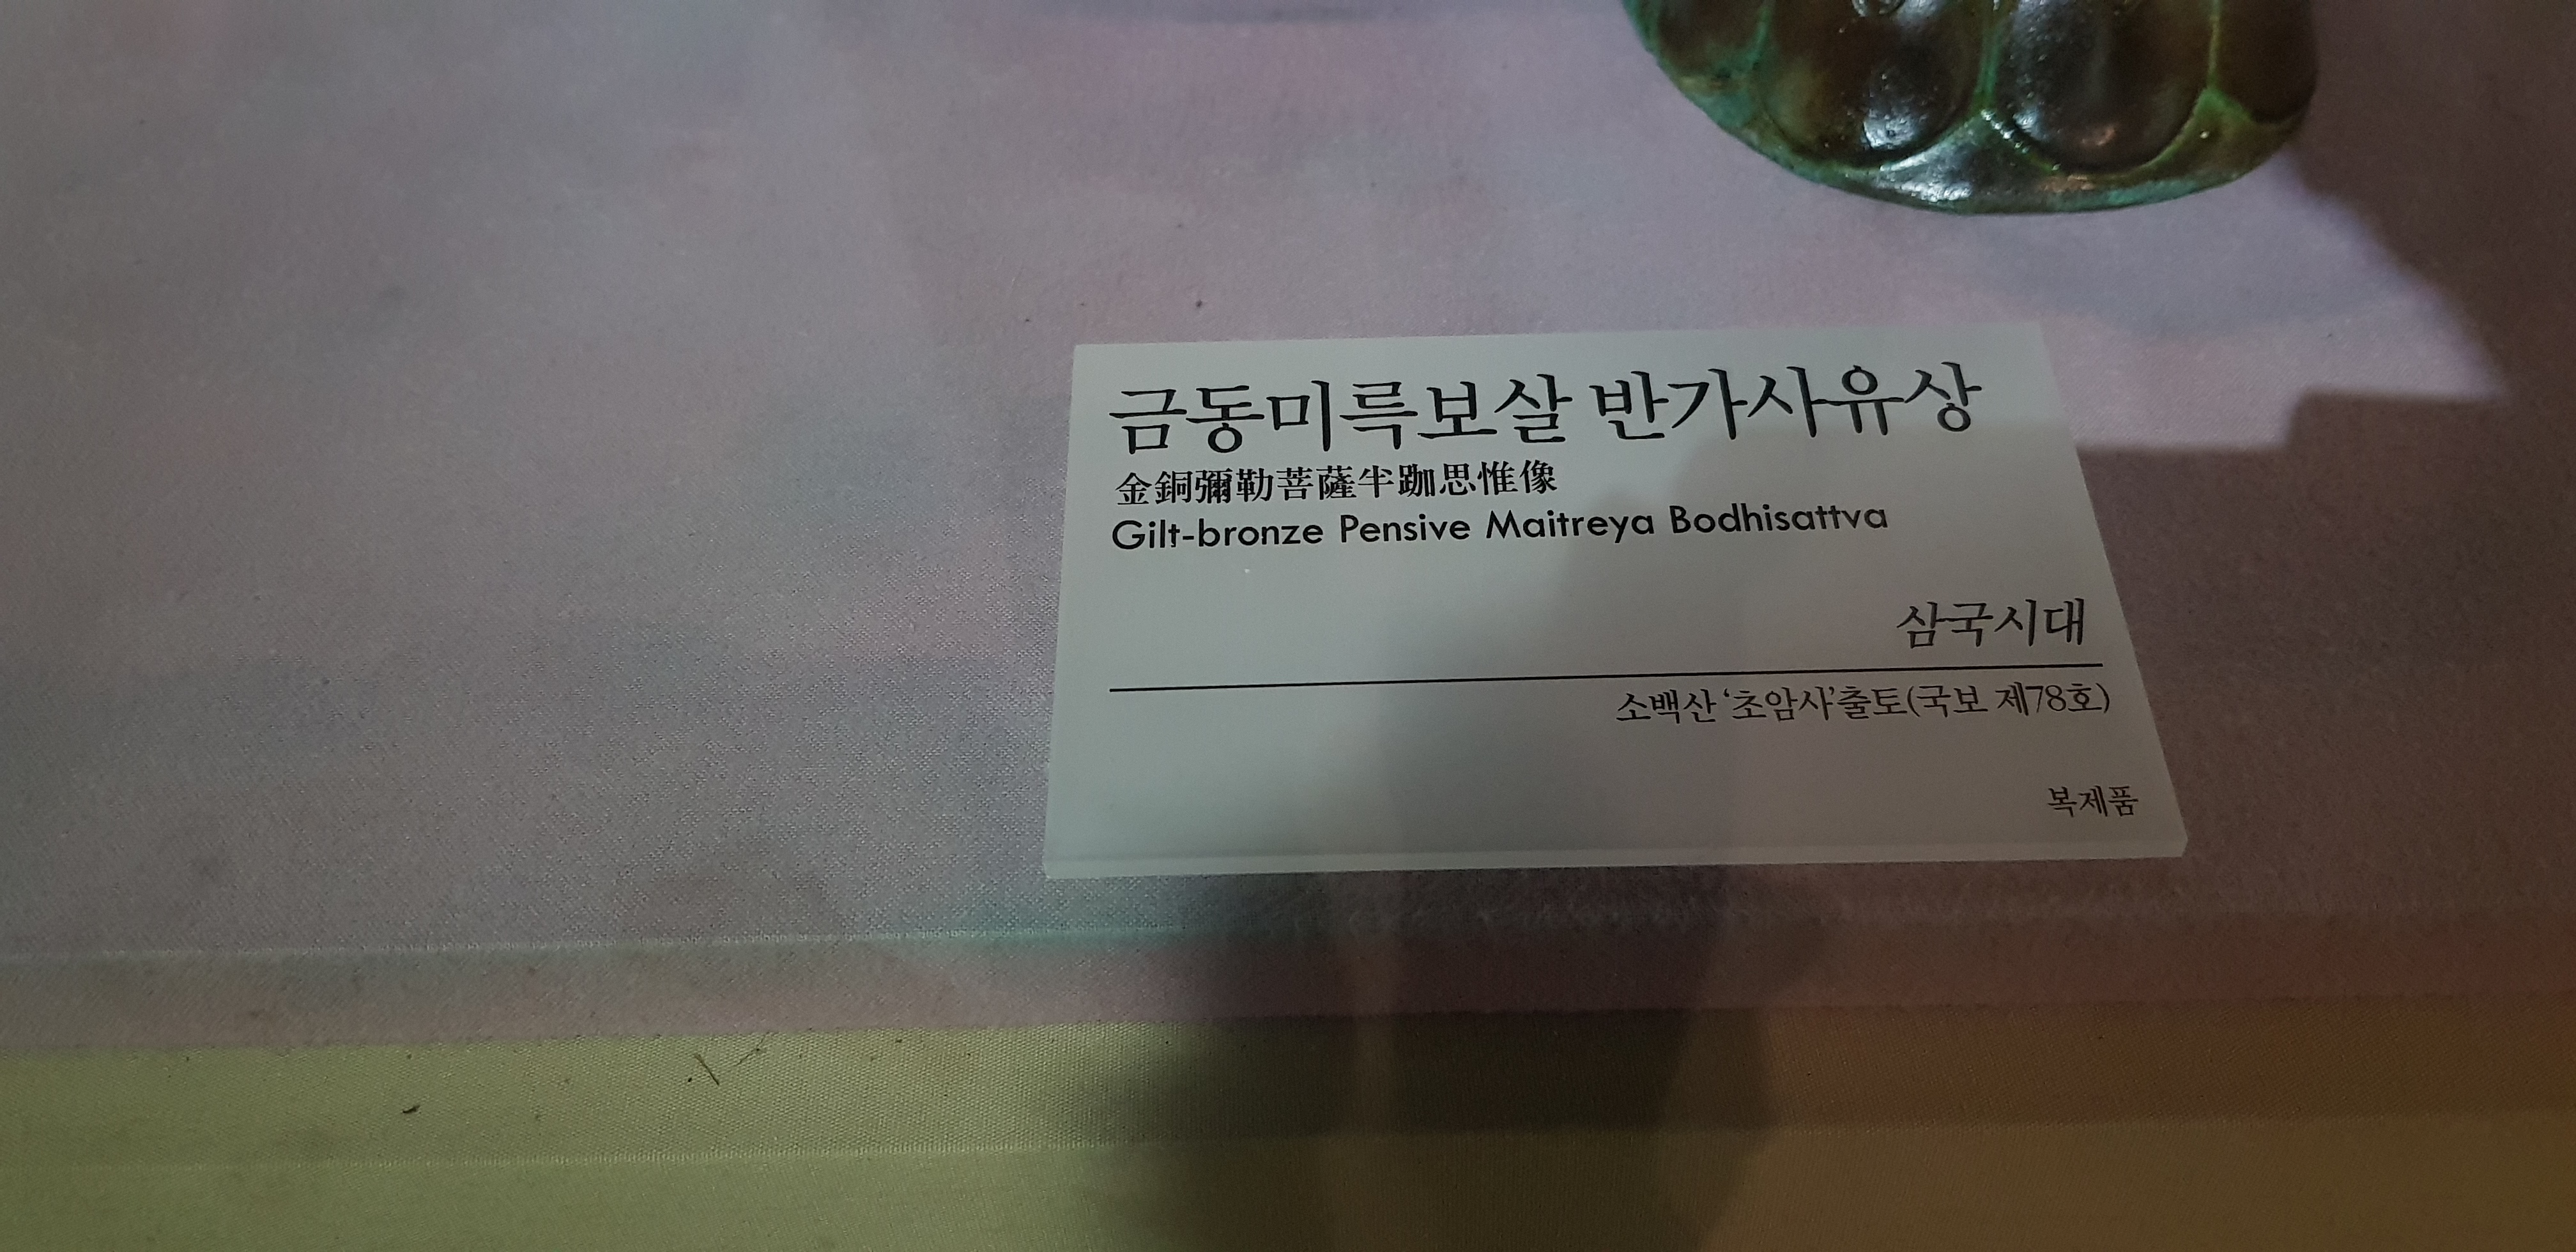 금동미륵보살 반가사유상
金銅彌勒菩薩半跏思惟像
Gilt-bronze Pensive Maitreya Bodhisattva
삼국시대
소백산 ‘초암사’출토(국보 제78호)
복제품